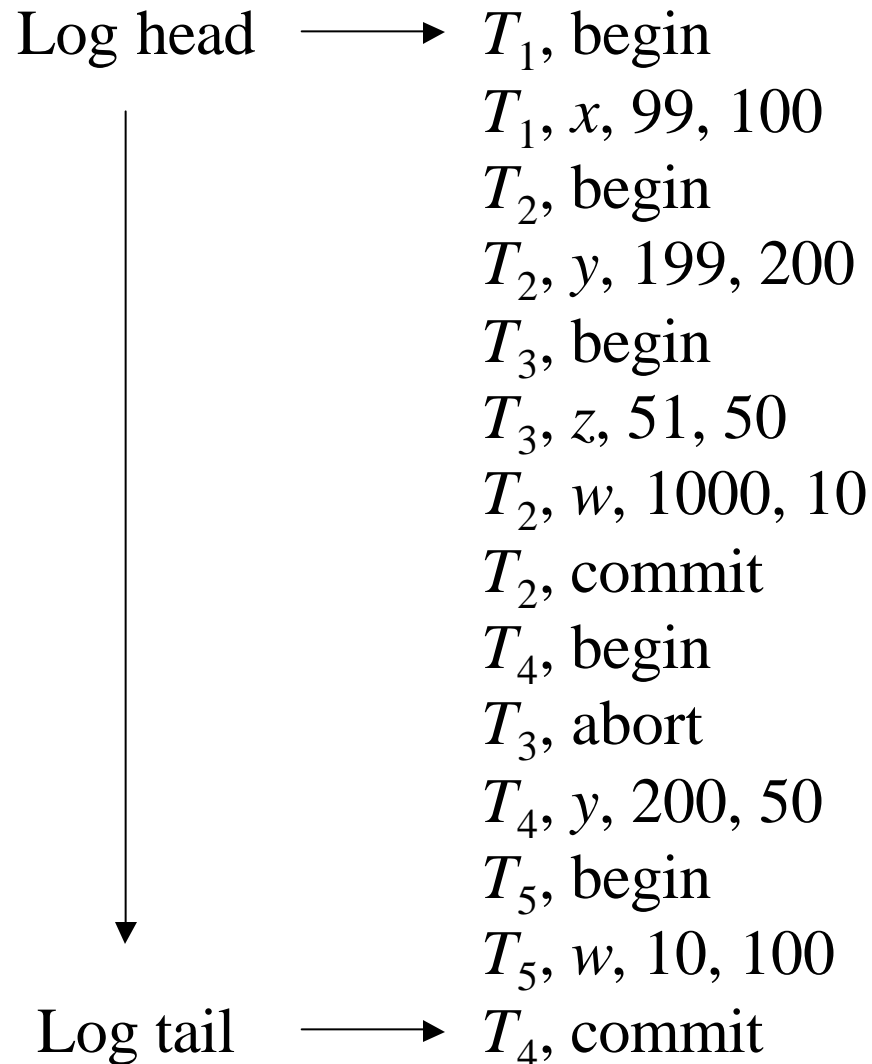 Log head T₁, begin
T₁, x, 99, 100
T₂, begin
T₂, y, 199, 200
T₃, begin
T₃, z, 51, 50
T₂, w, 1000, 10
T₂, commit
T₄, begin
T₃, abort
T₄, y, 200, 50
T₅, begin
T₅, w, 10, 100
Log tail T₄, commit